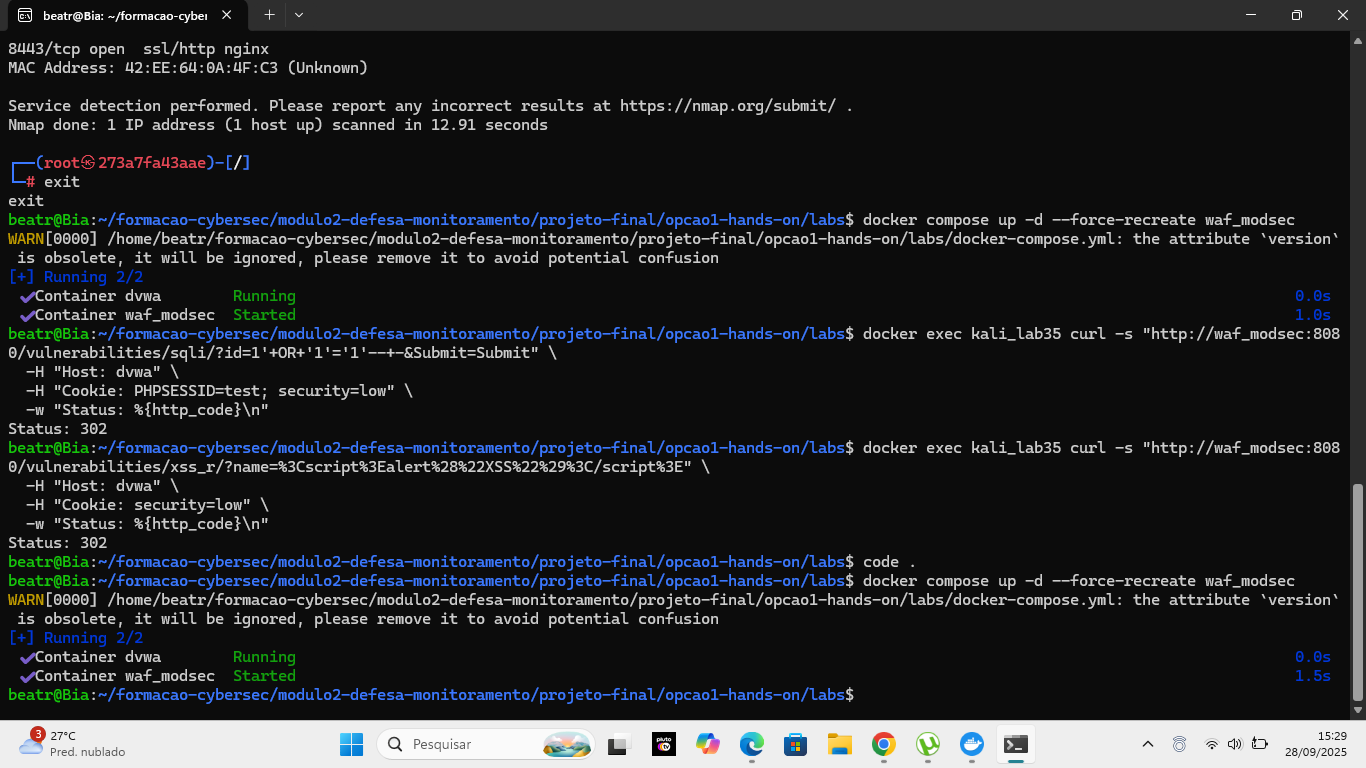 beatr@Bia: ~/formacao-cyber
8443/tcp open  ssl/http nginx
MAC Address: 42:EE:64:0A:4F:C3 (Unknown)
Service detection performed. Please report any incorrect results at https://nmap.org/submit/ .
Nmap done: 1 IP address (1 host up) scanned in 12.91 seconds
┌──(root㉿273a7fa43aae)-[/]
└─# exit
exit
beatr@Bia:~/formacao-cybersec/modulo2-defesa-monitoramento/projeto-final/opcao1-hands-on/labs$ docker compose up -d --force-recreate waf_modsec
WARN[0000] /home/beatr/formacao-cybersec/modulo2-defesa-monitoramento/projeto-final/opcao1-hands-on/labs/docker-compose.yml: the attribute `version`
 is obsolete, it will be ignored, please remove it to avoid potential confusion
[+] Running 2/2
 ✔Container dvwa        Running        0.0s
 ✔Container waf_modsec  Started        1.0s
beatr@Bia:~/formacao-cybersec/modulo2-defesa-monitoramento/projeto-final/opcao1-hands-on/labs$ docker exec kali_lab35 curl -s "http://waf_modsec:808
0/vulnerabilities/sqli/?id=1'+OR+'1'='1'--+-&Submit=Submit" \
  -H "Host: dvwa" \
  -H "Cookie: PHPSESSID=test; security=low" \
  -w "Status: %{http_code}\n"
Status: 302
beatr@Bia:~/formacao-cybersec/modulo2-defesa-monitoramento/projeto-final/opcao1-hands-on/labs$ docker exec kali_lab35 curl -s "http://waf_modsec:808
0/vulnerabilities/xss_r/?name=%3Cscript%3Ealert%28%22XSS%22%29%3C/script%3E" \
  -H "Host: dvwa" \
  -H "Cookie: security=low" \
  -w "Status: %{http_code}\n"
Status: 302
beatr@Bia:~/formacao-cybersec/modulo2-defesa-monitoramento/projeto-final/opcao1-hands-on/labs$ code .
beatr@Bia:~/formacao-cybersec/modulo2-defesa-monitoramento/projeto-final/opcao1-hands-on/labs$ docker compose up -d --force-recreate waf_modsec
WARN[0000] /home/beatr/formacao-cybersec/modulo2-defesa-monitoramento/projeto-final/opcao1-hands-on/labs/docker-compose.yml: the attribute `version`
 is obsolete, it will be ignored, please remove it to avoid potential confusion
[+] Running 2/2
 ✔Container dvwa        Running        0.0s
 ✔Container waf_modsec  Started        1.5s
beatr@Bia:~/formacao-cybersec/modulo2-defesa-monitoramento/projeto-final/opcao1-hands-on/labs$
3
27°C
Pred. nublado
Pesquisar
pluto tv
15:29
28/09/2025